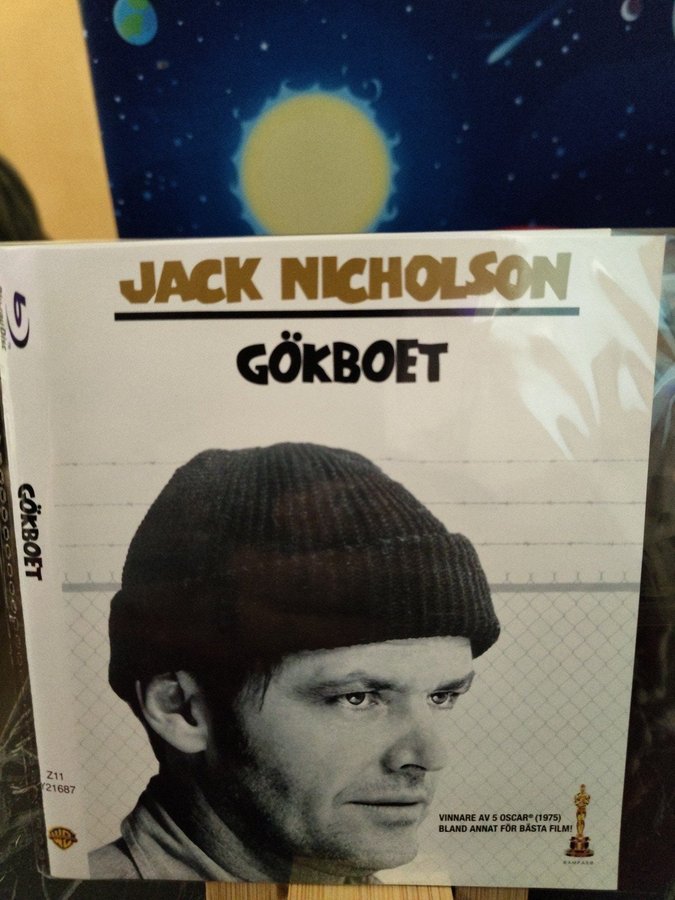 JACK NICHOLSON
GÖKBOET
GÖKBOET
Z11
Y21687
VINNARE AV 5 OSCAR® (1975)
BLAND ANNAT FÖR BÄSTA FILM!